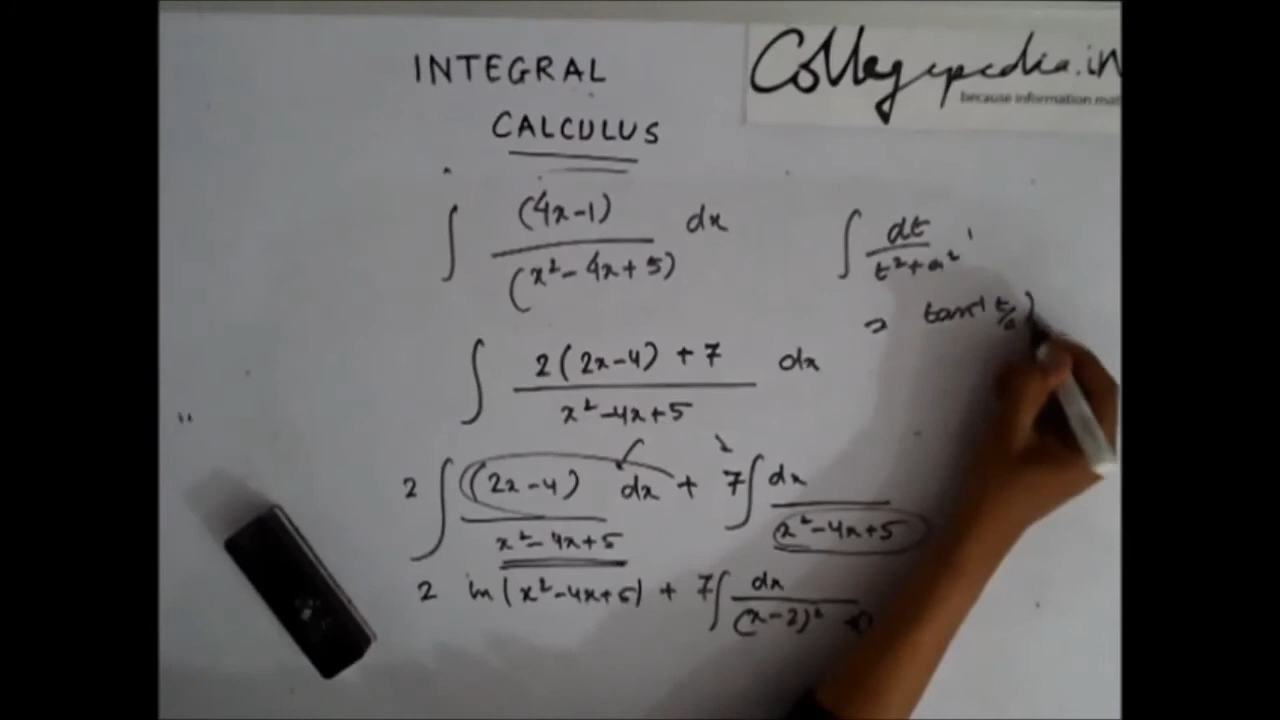 INTEGRAL
CALCULUS
Collegepedia.in
because information mat
∫ (4x-1) / (x² - 4x + 5) dx
∫ 2(2x-4) + 7 / x² - 4x + 5 dx
2 ∫ (2x-4) / x² - 4x + 5 dx + 7 ∫ dx / x² - 4x + 5
2 ln (x² - 4x + 5) + 7 ∫ dx / (x-2)²
∫ dt / t² + a²
tan⁻¹ t/a